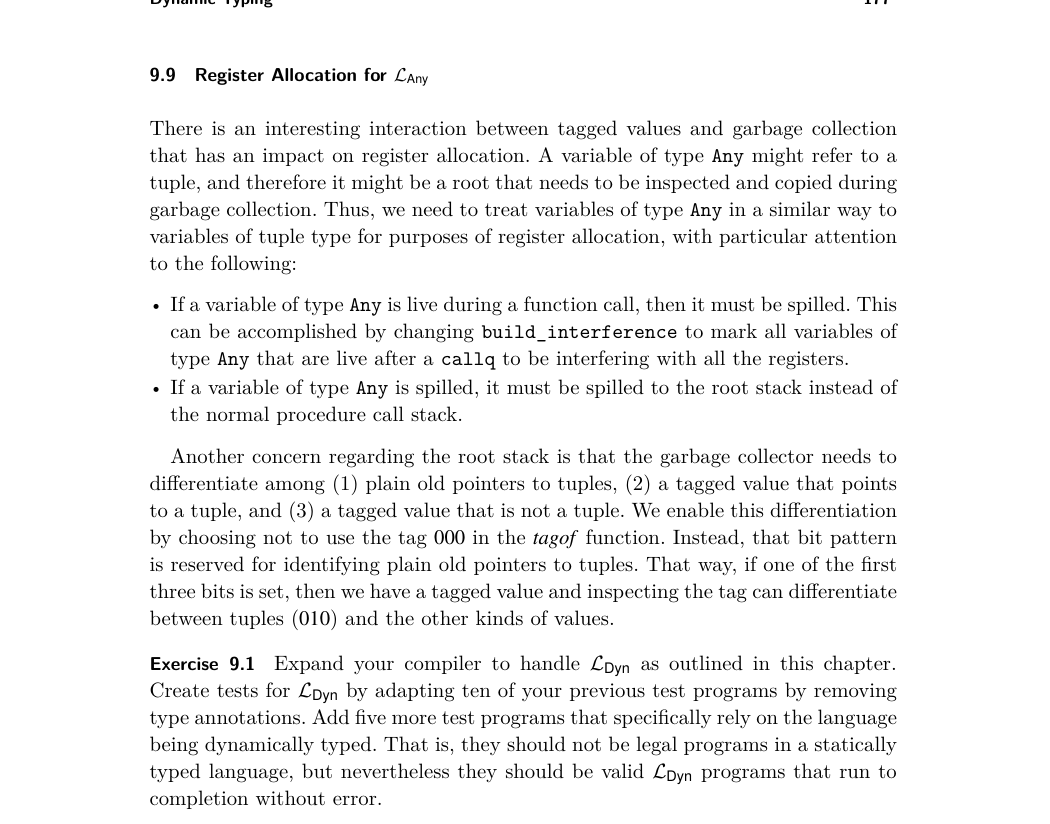 Dynamic Typing 177
9.9 Register Allocation for ℒAny
There is an interesting interaction between tagged values and garbage collection
that has an impact on register allocation. A variable of type Any might refer to a
tuple, and therefore it might be a root that needs to be inspected and copied during
garbage collection. Thus, we need to treat variables of type Any in a similar way to
variables of tuple type for purposes of register allocation, with particular attention
to the following:
• If a variable of type Any is live during a function call, then it must be spilled. This
can be accomplished by changing build_interference to mark all variables of
type Any that are live after a callq to be interfering with all the registers.
• If a variable of type Any is spilled, it must be spilled to the root stack instead of
the normal procedure call stack.
Another concern regarding the root stack is that the garbage collector needs to
differentiate among (1) plain old pointers to tuples, (2) a tagged value that points
to a tuple, and (3) a tagged value that is not a tuple. We enable this differentiation
by choosing not to use the tag 000 in the tagof function. Instead, that bit pattern
is reserved for identifying plain old pointers to tuples. That way, if one of the first
three bits is set, then we have a tagged value and inspecting the tag can differentiate
between tuples (010) and the other kinds of values.
Exercise 9.1 Expand your compiler to handle ℒDyn as outlined in this chapter.
Create tests for ℒDyn by adapting ten of your previous test programs by removing
type annotations. Add five more test programs that specifically rely on the language
being dynamically typed. That is, they should not be legal programs in a statically
typed language, but nevertheless they should be valid ℒDyn programs that run to
completion without error.